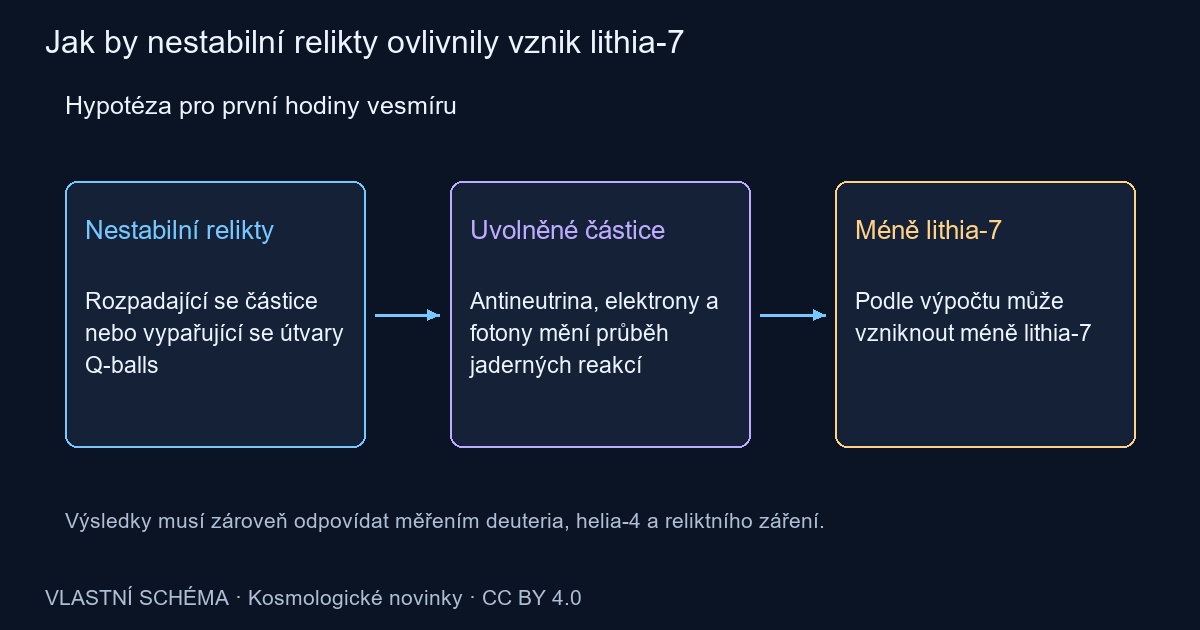 Jak by nestabilní relikty ovlivnily vznik lithia-7
Hypotéza pro první hodiny vesmíru
Nestabilní relikty
Rozpadající se částice
nebo vypařující se útvary
Q-balls
Uvolněné částice
Antineutrina, elektrony a
fotony mění průběh
jaderných reakcí
Méně lithia-7
Podle výpočtu může
vzniknout méně lithia-7
Výsledky musí zároveň odpovídat měřením deuteria, helia-4 a reliktního záření.
VLASTNÍ SCHÉMA · Kosmologické novinky · CC BY 4.0